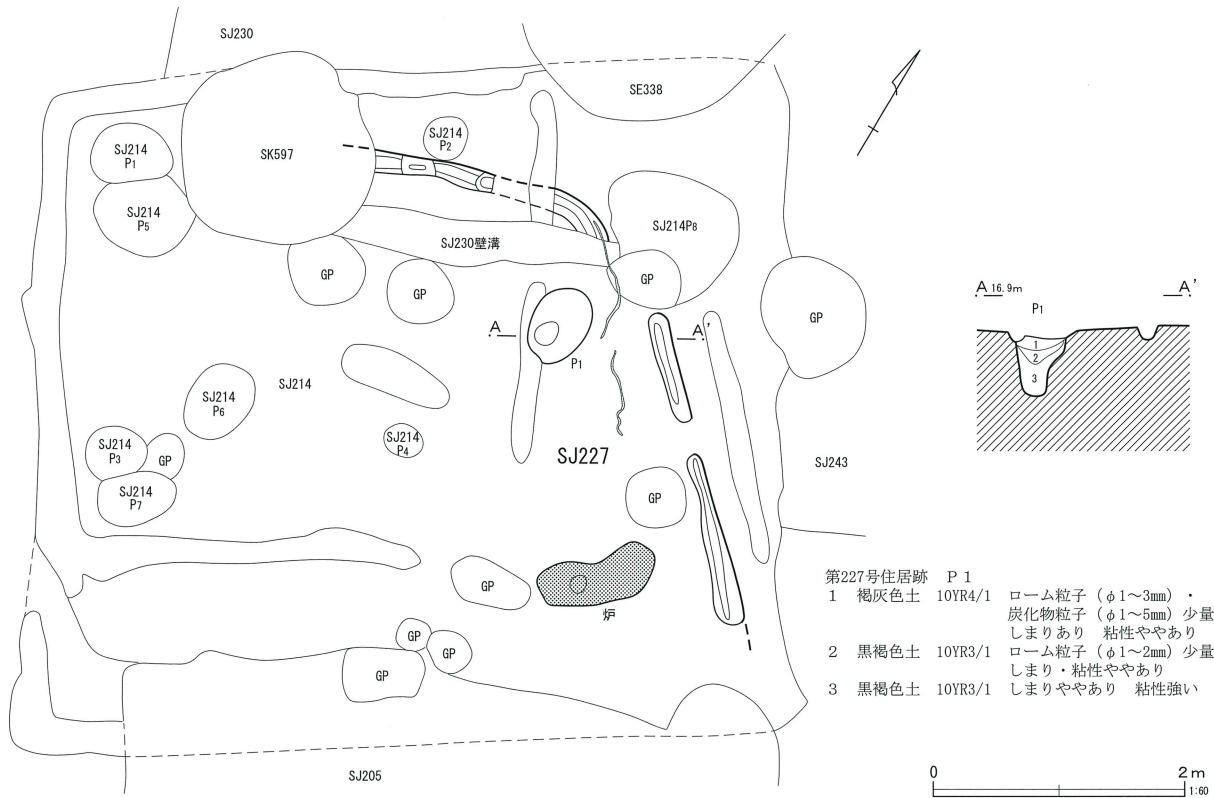 SJ230
SE338
SJ214
P1
SK597
SJ214
P2
SJ214
P5
SJ214P8
SJ230壁溝
GP
GP
GP
GP
A 16.9m
A'
P1
1
2
3
A
A'
P1
SJ214
SJ214
P6
SJ214
P3
GP
SJ214
P4
SJ227
SJ243
SJ214
P7
GP
GP
炉
GP
GP
GP
SJ205
第227号住居跡 P1
1 褐灰色土 10YR4/1 ローム粒子(φ1~3mm)・
炭化物粒子(φ1~5mm)少量
しまりあり 粘性ややあり
2 黒褐色土 10YR3/1 ローム粒子(φ1~2mm)少量
しまり・粘性ややあり
3 黒褐色土 10YR3/1 しまりややあり 粘性強い
0 2m
1:60